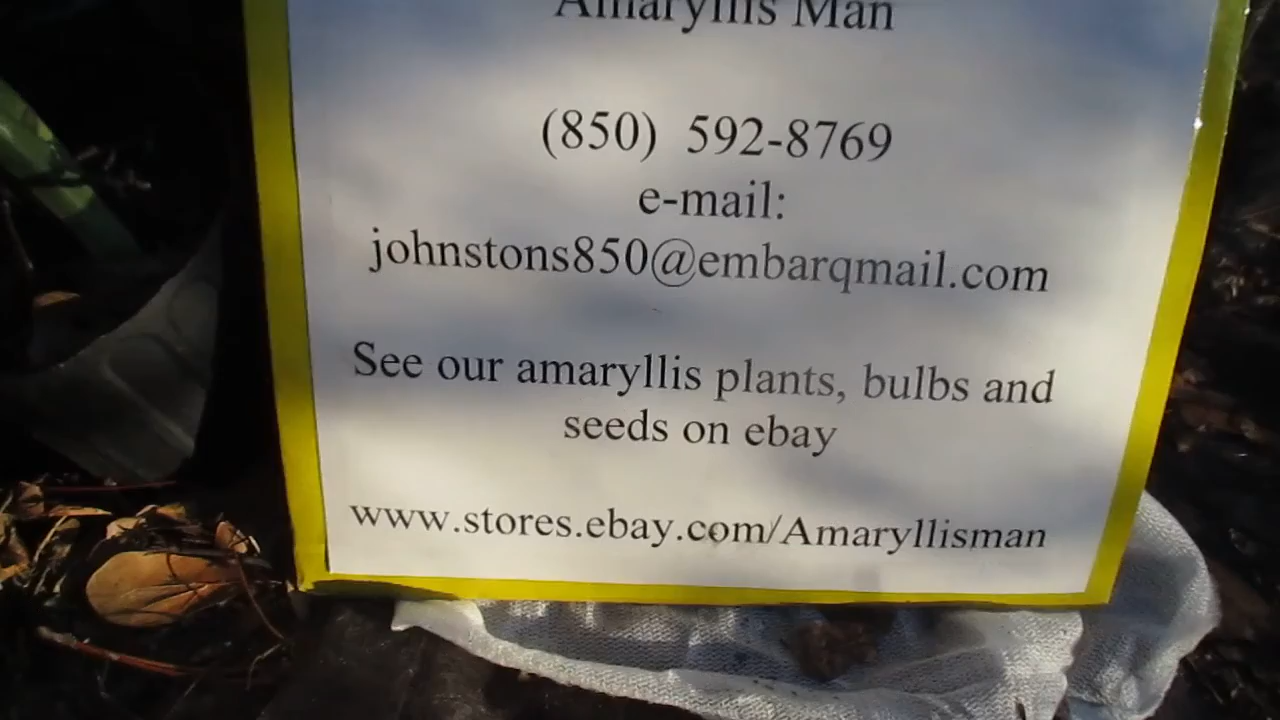 Amaryllis Man
(850) 592-8769
e-mail:
johnstons850@embarqmail.com
See our amaryllis plants, bulbs and
seeds on ebay
www.stores.ebay.com/Amaryllisman